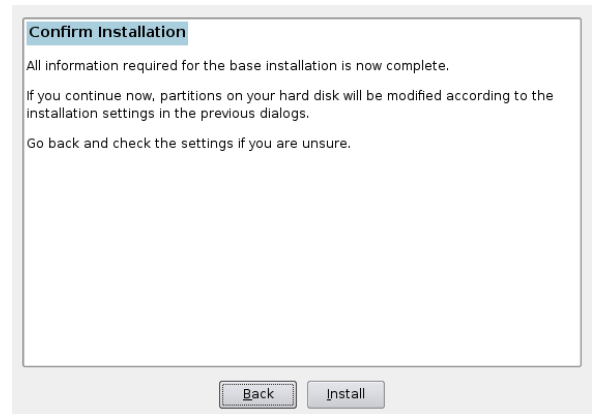 Confirm Installation
All information required for the base installation is now complete.
If you continue now, partitions on your hard disk will be modified according to the
installation settings in the previous dialogs.
Go back and check the settings if you are unsure.
Back
Install